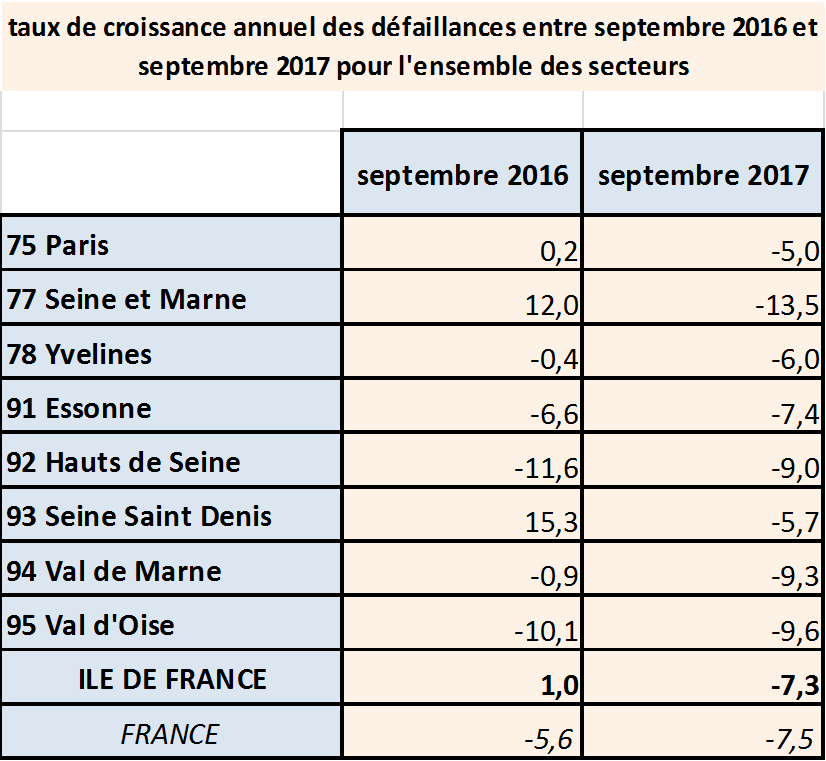 taux de croissance annuel des défaillances entre septembre 2016 et
septembre 2017 pour l'ensemble des secteurs
septembre 2016 septembre 2017
75 Paris 0,2 -5,0
77 Seine et Marne 12,0 -13,5
78 Yvelines -0,4 -6,0
91 Essonne -6,6 -7,4
92 Hauts de Seine -11,6 -9,0
93 Seine Saint Denis 15,3 -5,7
94 Val de Marne -0,9 -9,3
95 Val d'Oise -10,1 -9,6
ILE DE FRANCE 1,0 -7,3
FRANCE -5,6 -7,5